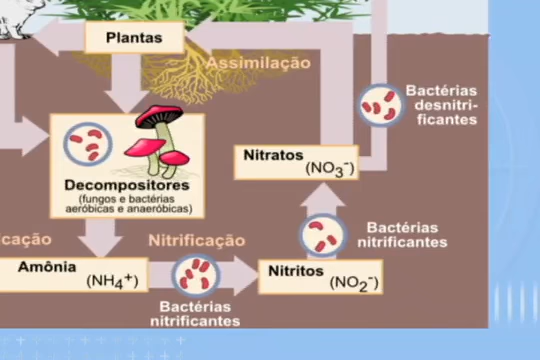 Plantas
Assimilação
Bactérias
desnitri-
ficantes
Nitratos
(NO₃⁻)
Decompositores
(fungos e bactérias
aeróbicas e anaeróbicas)
Bactérias
nitrificantes
cação
Nitrificação
Amônia
(NH₄⁺)
Nitritos
(NO₂⁻)
Bactérias
nitrificantes